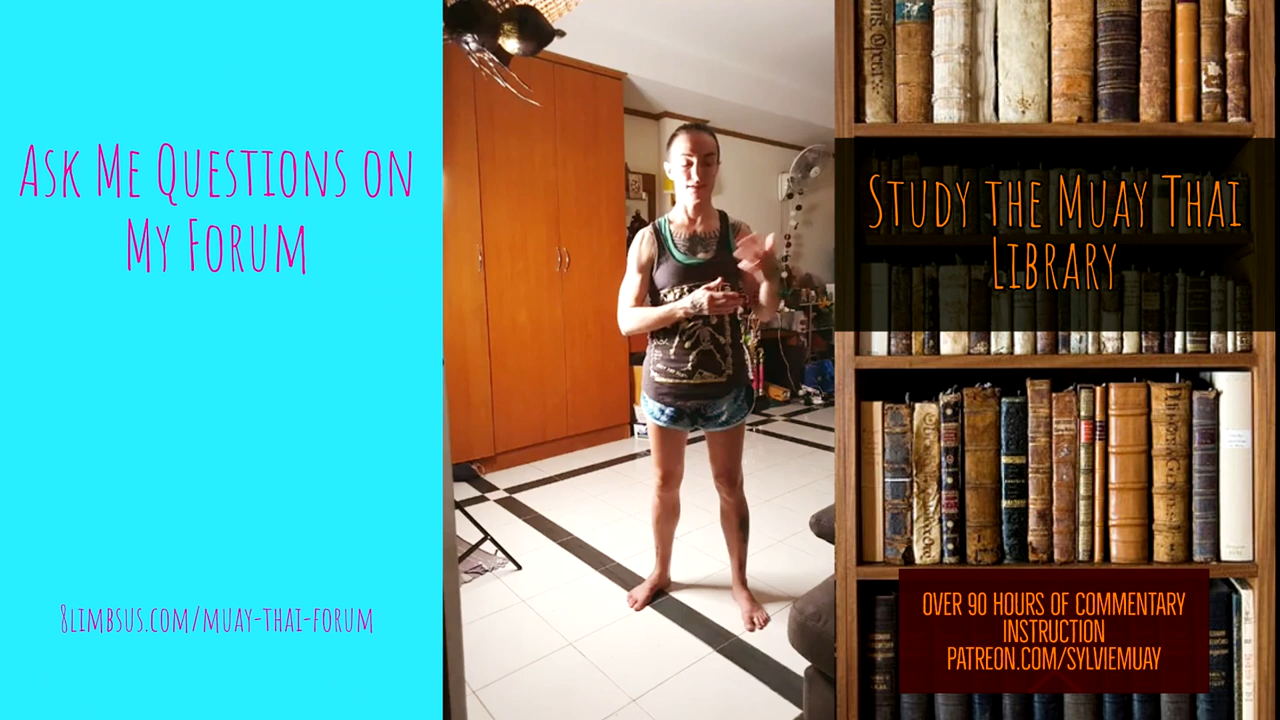 Ask Me Questions on
My Forum
8limbsus.com/muay-thai-forum
Study the Muay Thai
Library
OVER 90 HOURS OF COMMENTARY
INSTRUCTION
PATREON.COM/SYLVIEMUAY